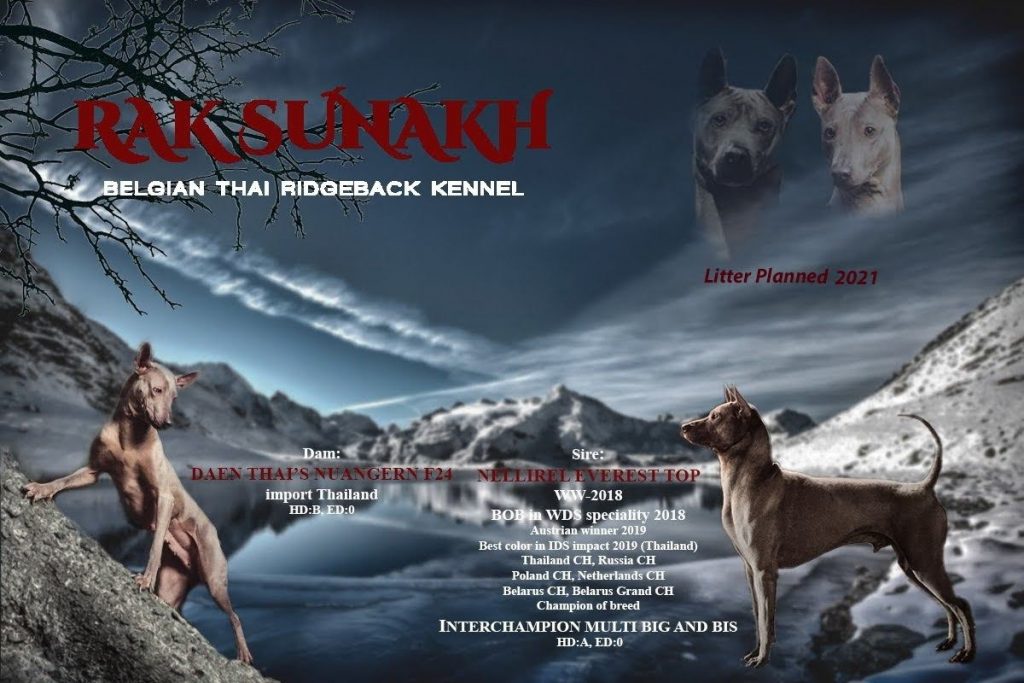 RAK SUNAKH
BELGIAN THAI RIDGEBACK KENNEL
Litter Planned 2021
Dam:
DAEN THAI'S NUANGERN F24
import Thailand
HD:B, ED:0
Sire:
NELLIREL EVEREST TOP
WW-2018
BOB in WDS speciality 2018
Austrian winner 2019
Best color in IDS impact 2019 (Thailand)
Thailand CH, Russia CH
Poland CH, Netherlands CH
Belarus CH, Belarus Grand CH
Champion of breed
INTERCHAMPION MULTI BIG AND BIS
HD:A, ED:0